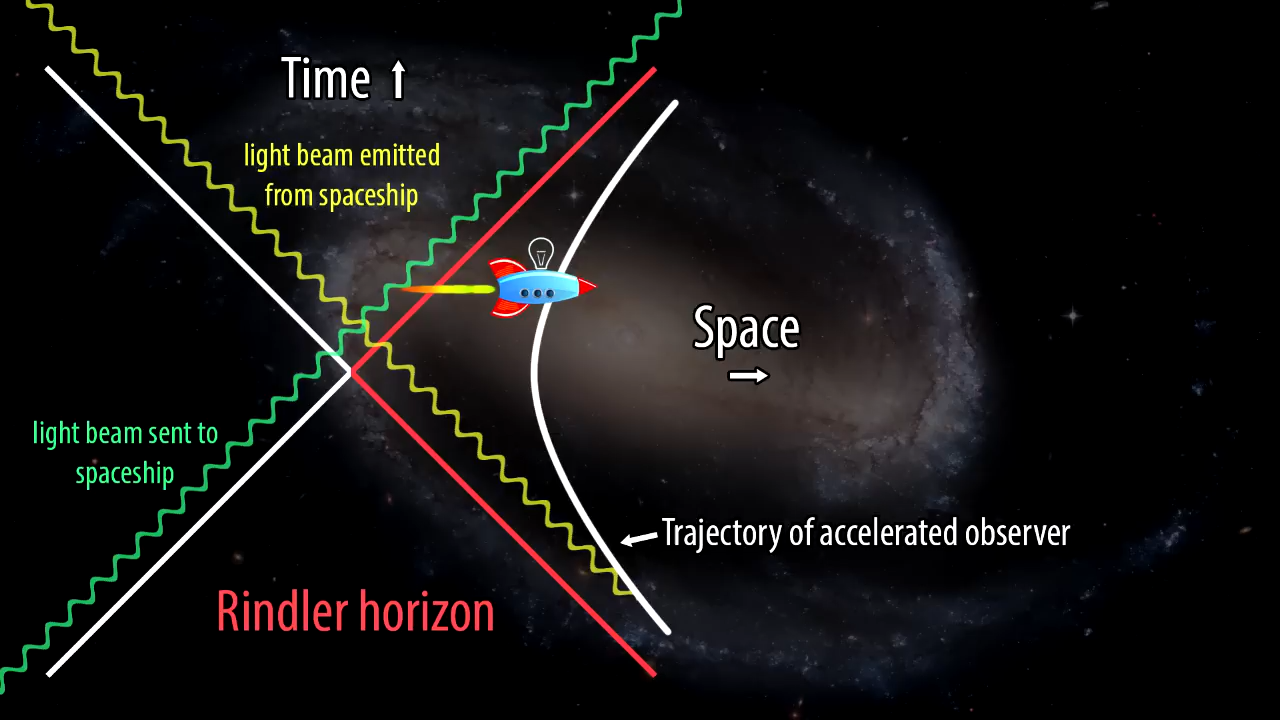 Time
light beam emitted
from spaceship
Space
light beam sent to
spaceship
Trajectory of accelerated observer
Rindler horizon